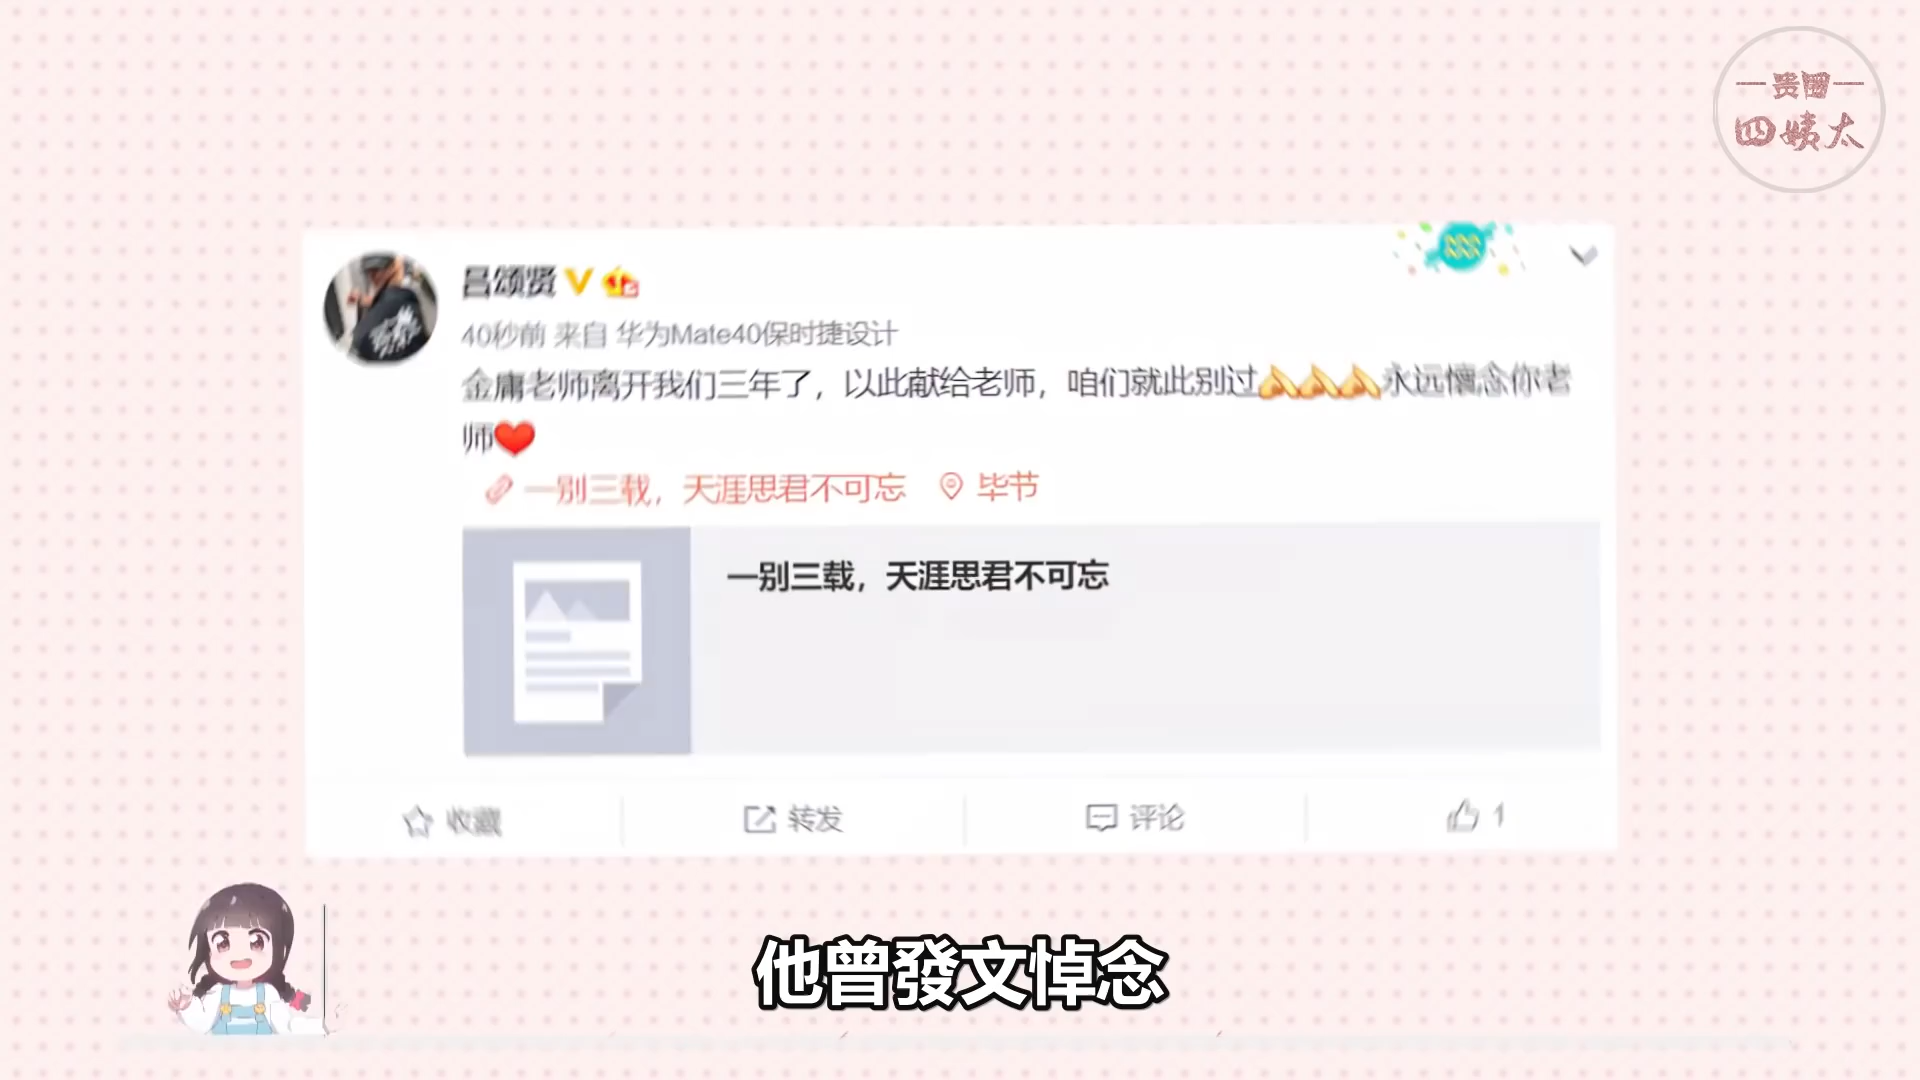 贵圈
四姨太
吕颂贤
40秒前 来自 华为Mate40保时捷设计
金庸老师离开我们三年了，以此献给老师，咱们就此别过🙏🙏🙏永远懷念你老
师❤
一别三载，天涯思君不可忘 毕节
一别三载，天涯思君不可忘
收藏 转发 评论 1
他曾發文悼念